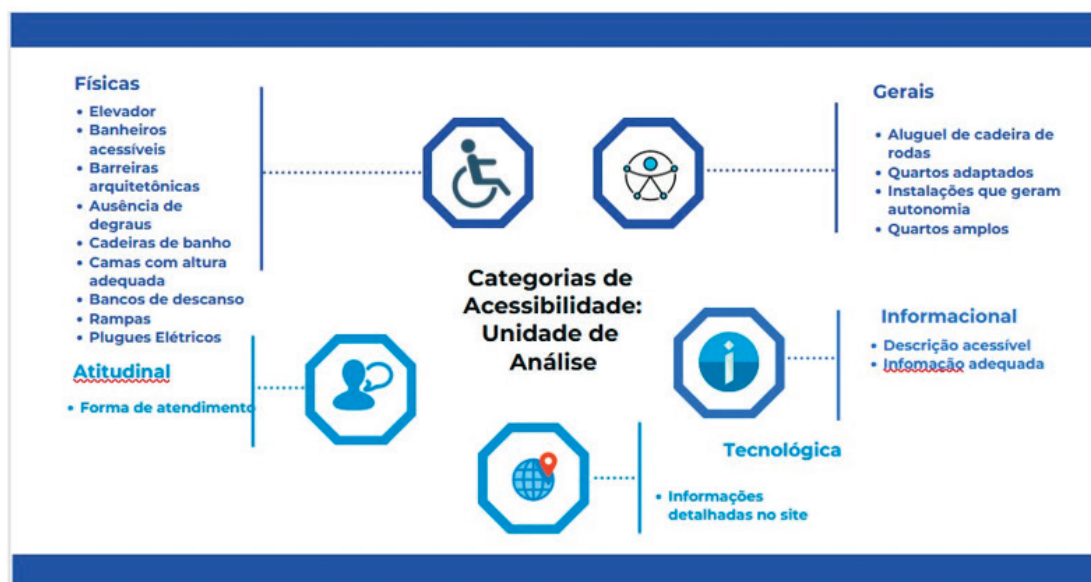 Físicas
• Elevador
• Banheiros
acessíveis
• Barreiras
arquitetônicas
• Ausência de
degraus
• Cadeiras de banho
• Camas com altura
adequada
• Bancos de descanso
• Rampas
• Plugues Elétricos
Atitudinal
• Forma de atendimento
Categorias de
Acessibilidade:
Unidade de
Análise
Gerais
• Aluguel de cadeira de
rodas
• Quartos adaptados
• Instalações que geram
autonomia
• Quartos amplos
Informacional
• Descrição acessível
• Infomação adequada
Tecnológica
• Informações
detalhadas no site